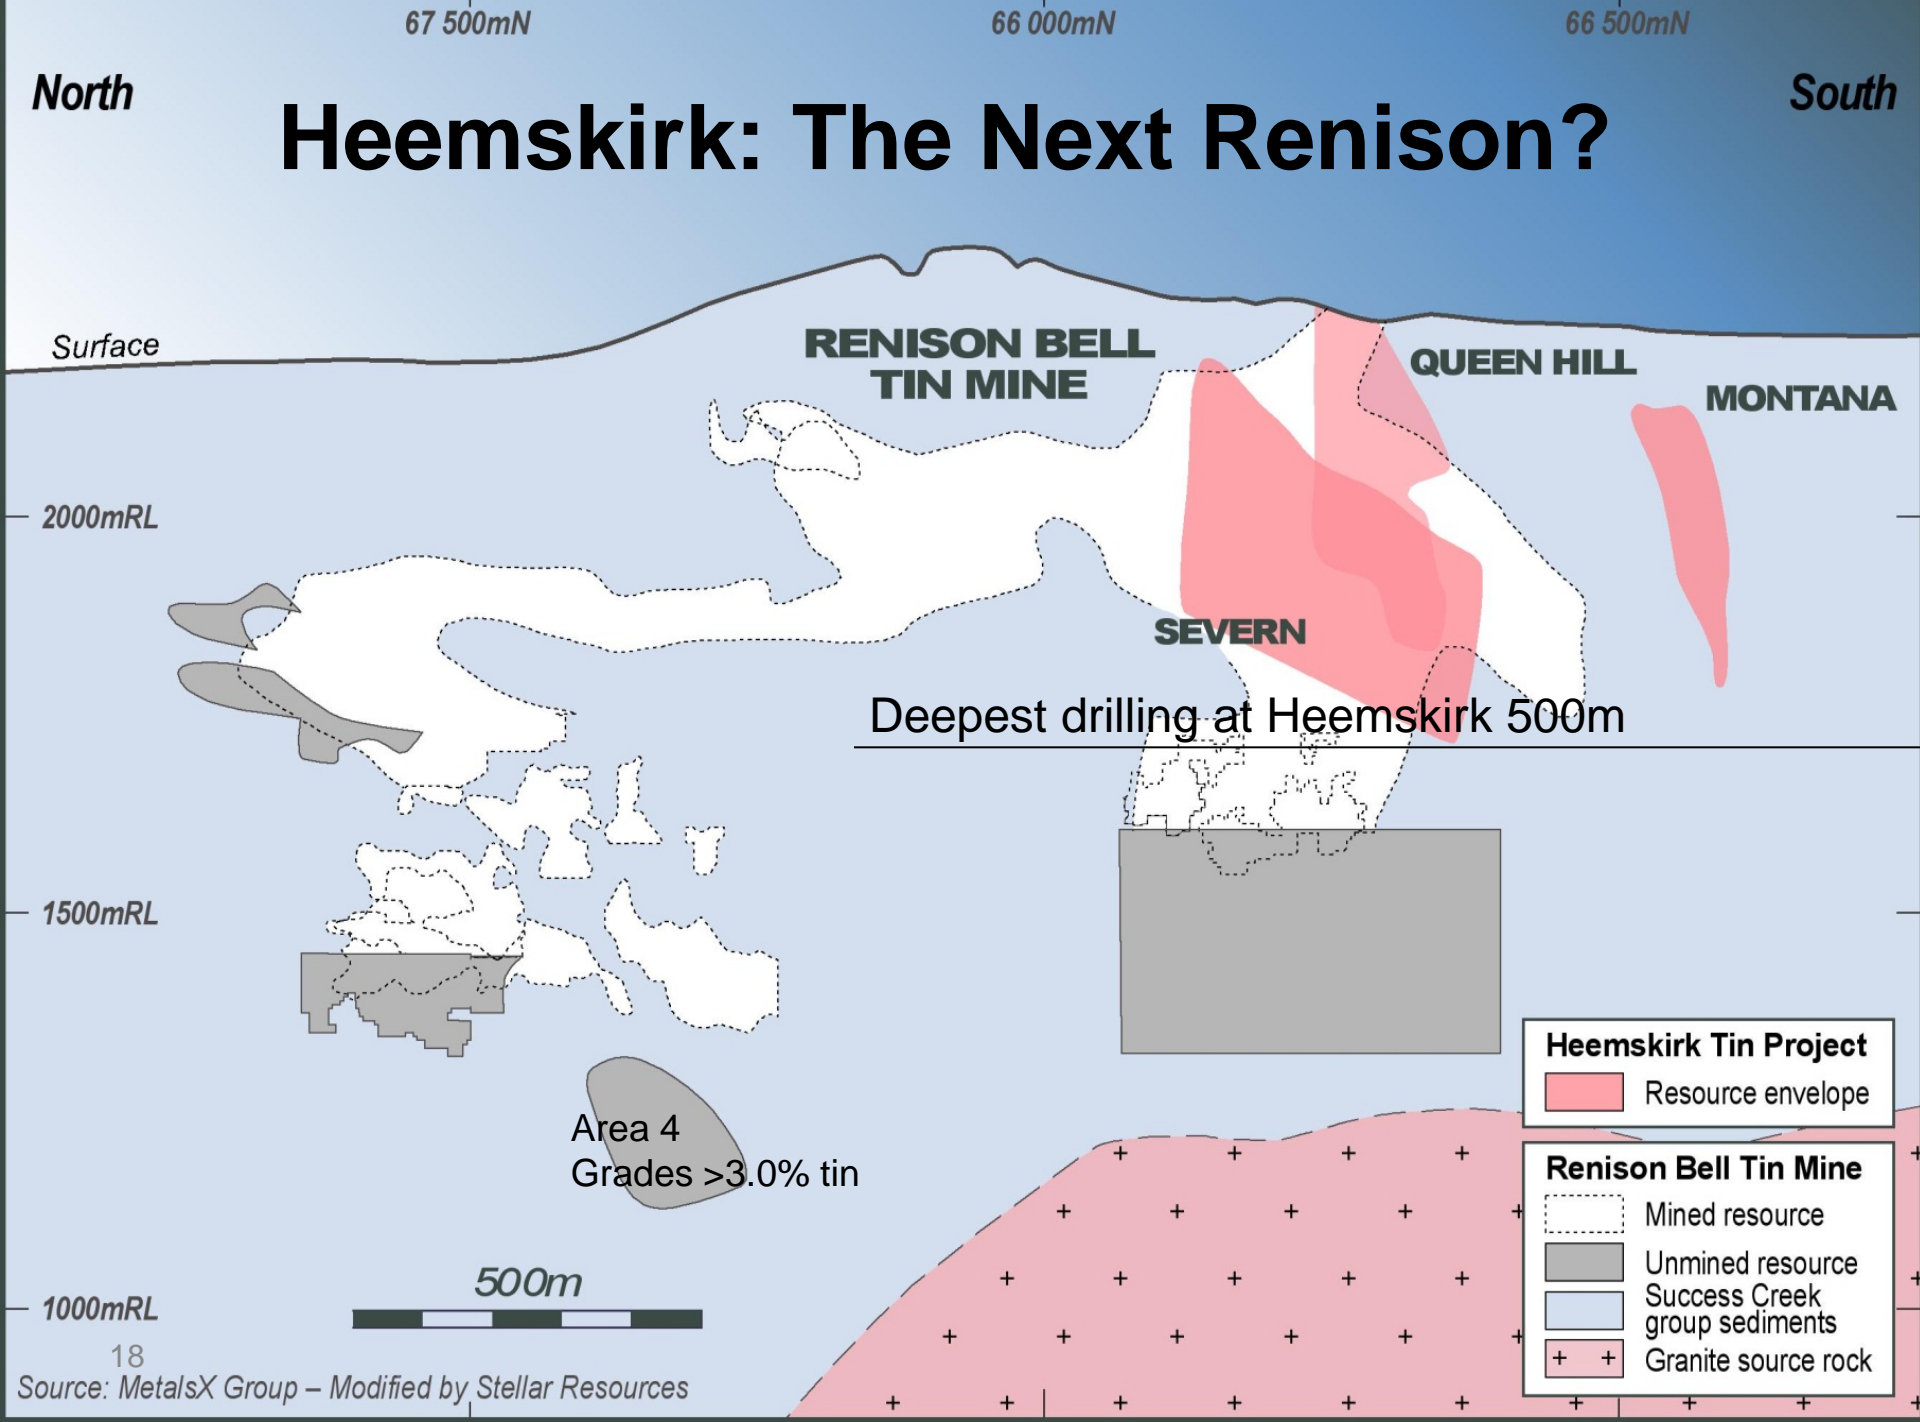 67 500mN
66 000mN
66 500mN
North
South
Heemskirk: The Next Renison?
Surface
RENISON BELL
TIN MINE
QUEEN HILL
MONTANA
2000mRL
SEVERN
Deepest drilling at Heemskirk 500m
1500mRL
Area 4
Grades >3.0% tin
500m
1000mRL
Heemskirk Tin Project
Resource envelope
Renison Bell Tin Mine
Mined resource
Unmined resource
Success Creek
group sediments
Granite source rock
18
Source: MetalsX Group – Modified by Stellar Resources